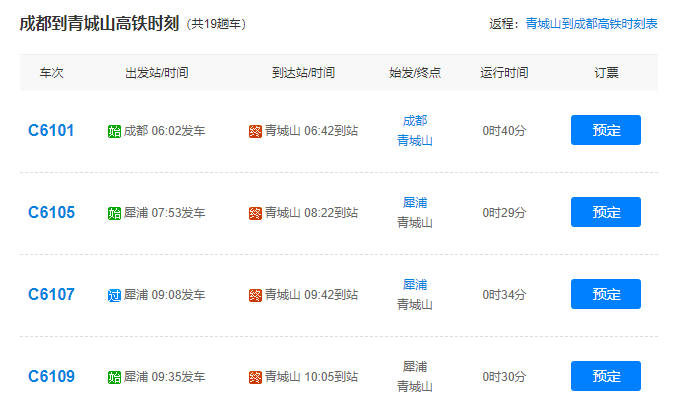 成都到青城山高铁时刻（共19趟车） 返程：青城山到成都高铁时刻表
车次 出发站/时间 到达站/时间 始发/终点 运行时间 订票
C6101 始 成都 06:02发车 终 青城山 06:42到站 成都 0时40分 预定
青城山
C6105 始 犀浦 07:53发车 终 青城山 08:22到站 犀浦 0时29分 预定
青城山
C6107 过 犀浦 09:08发车 终 青城山 09:42到站 犀浦 0时34分 预定
青城山
C6109 始 犀浦 09:35发车 终 青城山 10:05到站 犀浦 0时30分 预定
青城山